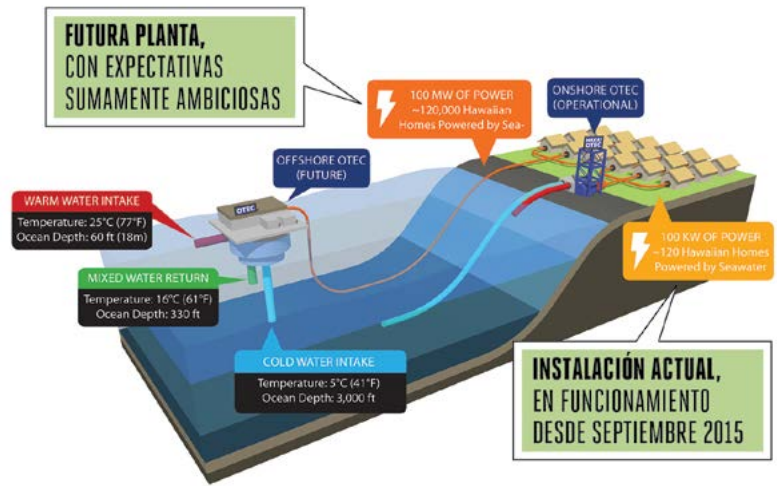 FUTURA PLANTA,
CON EXPECTATIVAS
SUMAMENTE AMBICIOSAS
100 MW OF POWER
~120,000 Hawaiian
Homes Powered by Sea-
ONSHORE OTEC
(OPERATIONAL)
OFFSHORE OTEC
(FUTURE)
OTEC
OTEC
WARM WATER INTAKE
Temperature: 25°C (77°F)
Ocean Depth: 60 ft (18m)
MIXED WATER RETURN
Temperature: 16°C (61°F)
Ocean Depth: 330 ft
COLD WATER INTAKE
Temperature: 5°C (41°F)
Ocean Depth: 3,000 ft
100 KW OF POWER
~120 Hawaiian Homes
Powered by Seawater
INSTALACIÓN ACTUAL,
EN FUNCIONAMIENTO
DESDE SEPTIEMBRE 2015